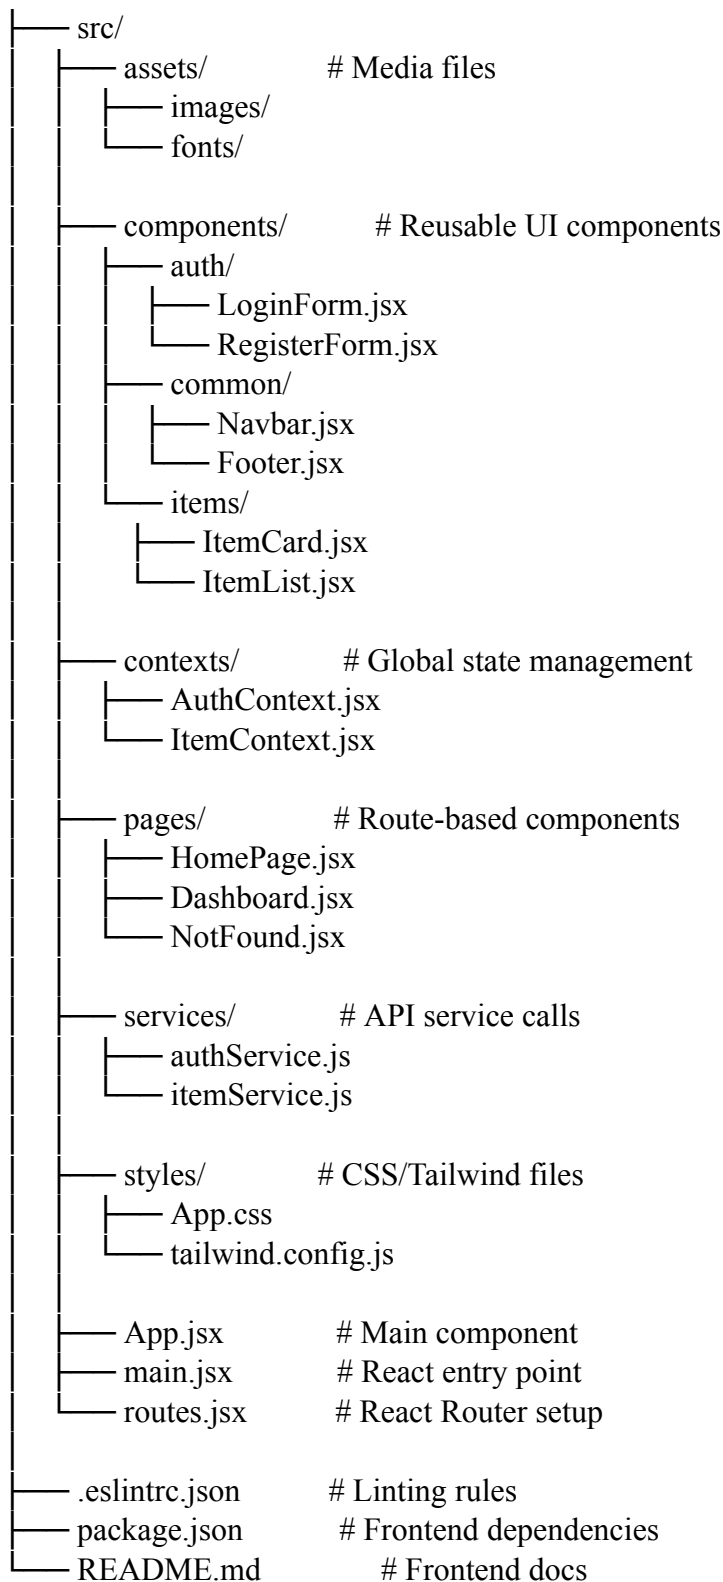 ├── src/
│   ├── assets/             # Media files
│   │   ├── images/
│   │   └── fonts/
│   │
│   ├── components/           # Reusable UI components
│   │   ├── auth/
│   │   │   ├── LoginForm.jsx
│   │   │   └── RegisterForm.jsx
│   │   ├── common/
│   │   │   ├── Navbar.jsx
│   │   │   └── Footer.jsx
│   │   └── items/
│   │       ├── ItemCard.jsx
│   │       └── ItemList.jsx
│   │
│   ├── contexts/             # Global state management
│   │   ├── AuthContext.jsx
│   │   └── ItemContext.jsx
│   │
│   ├── pages/                # Route-based components
│   │   ├── HomePage.jsx
│   │   ├── Dashboard.jsx
│   │   └── NotFound.jsx
│   │
│   ├── services/             # API service calls
│   │   ├── authService.js
│   │   └── itemService.js
│   │
│   ├── styles/               # CSS/Tailwind files
│   │   ├── App.css
│   │   └── tailwind.config.js
│   │
│   ├── App.jsx               # Main component
│   ├── main.jsx              # React entry point
│   └── routes.jsx            # React Router setup
│
├── .eslintrc.json            # Linting rules
├── package.json              # Frontend dependencies
└── README.md                 # Frontend docs